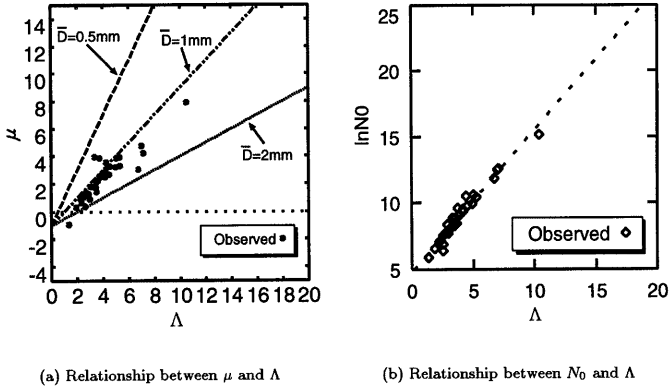 14
12
10
8
6
4
2
0
-2
-4
μ
D̅=0.5mm
D̅=1mm
D̅=2mm
Observed
0 2 4 6 8 10 12 14 16 18 20
Λ
(a) Relationship between μ and Λ
25
20
15
10
5
lnN0
Observed
0 5 10 15 20
Λ
(b) Relationship between N₀ and Λ